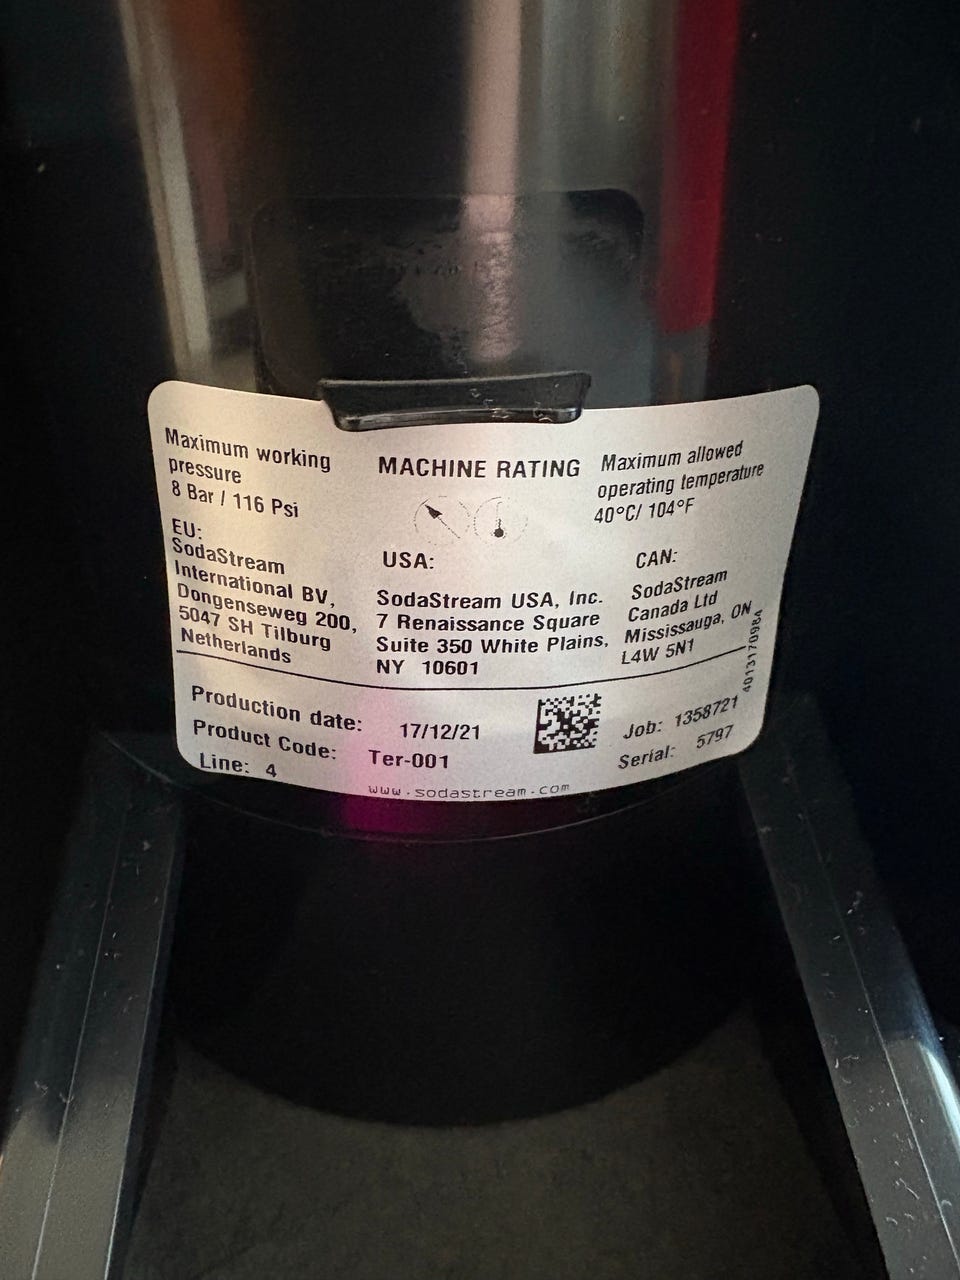 Maximum working
pressure
8 Bar / 116 Psi
MACHINE RATING
Maximum allowed
operating temperature
40°C/ 104°F
EU:
SodaStream
International BV,
Dongenseweg 200,
5047 SH Tilburg
Netherlands
USA:
SodaStream USA, Inc.
7 Renaissance Square
Suite 350 White Plains,
NY 10601
CAN:
SodaStream
Canada Ltd
Mississauga, ON
L4W 5N1
4013170984
Production date: 17/12/21
Product Code: Ter-001
Line: 4
Job: 1358721
Serial: 5797
www.sodastream.com